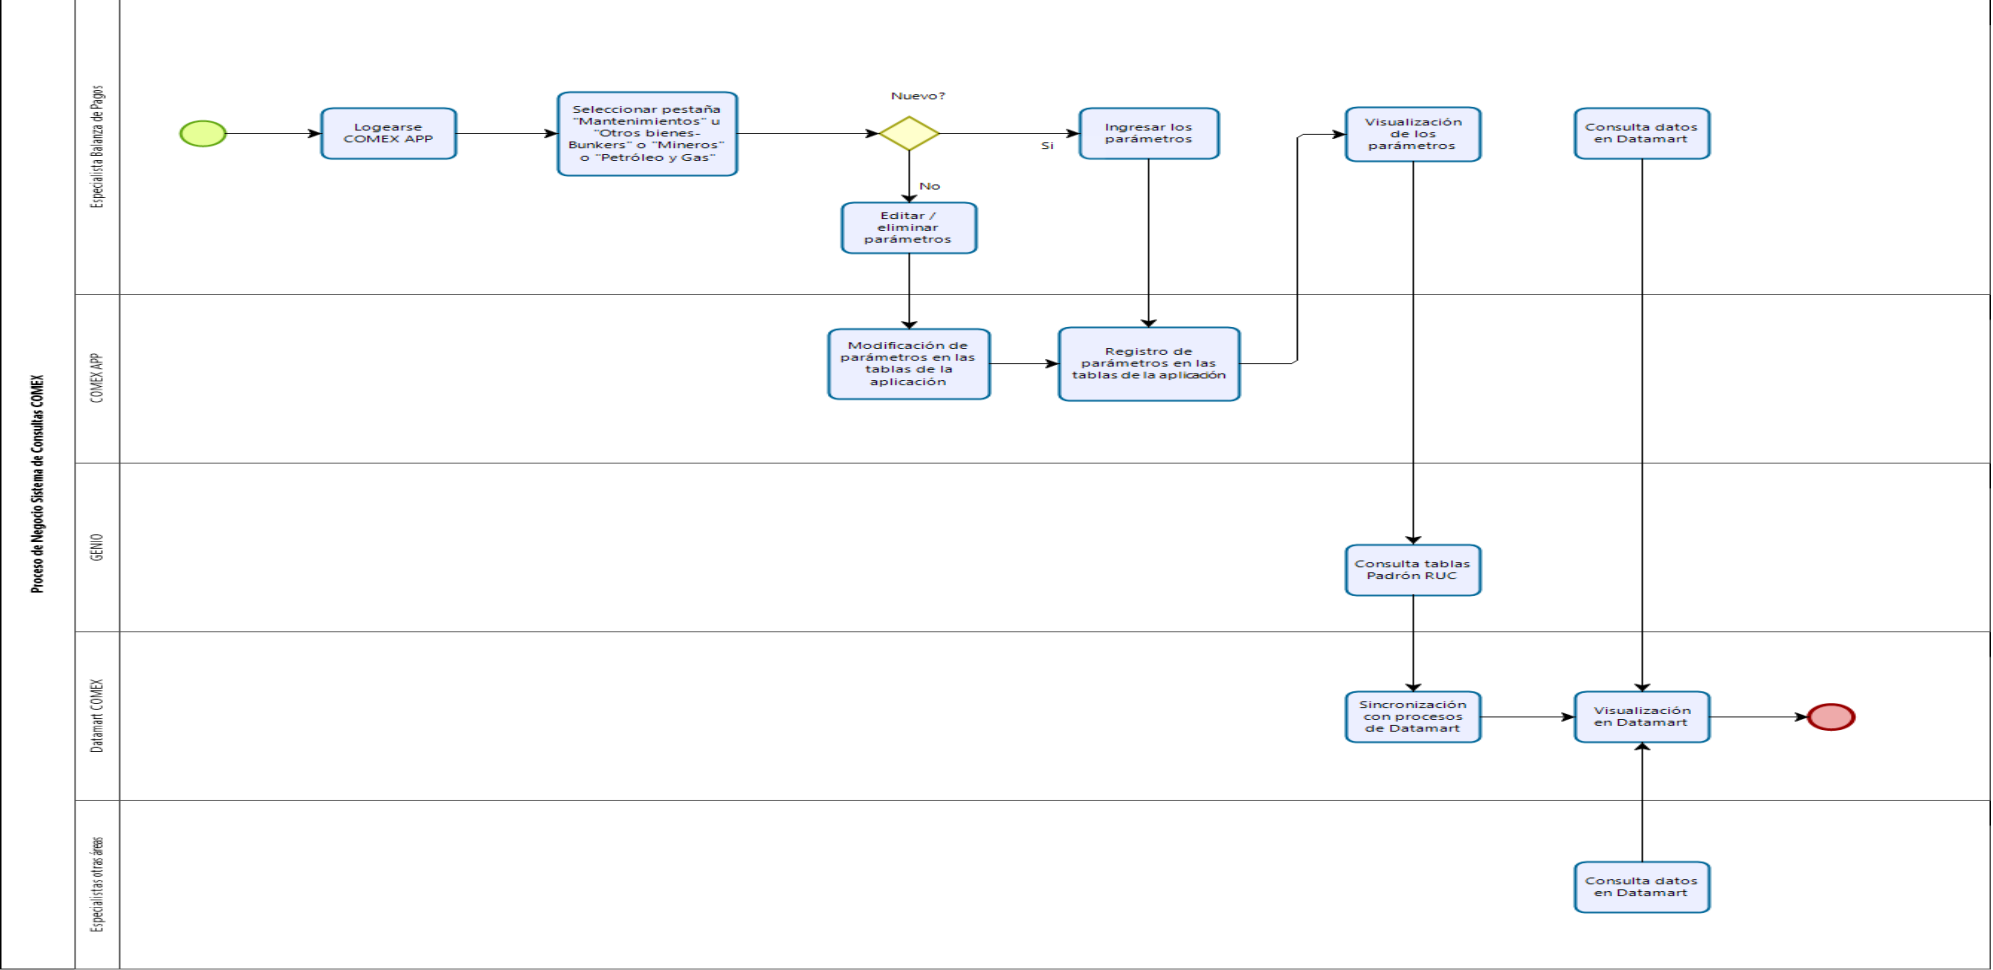 Proceso de Negocio Sistema de Consultas COMEX
Especialista Balanza de Pagos
Logearse
COMEX APP
Seleccionar pestaña
"Mantenimientos" u
"Otros bienes-
Bunkers" o "Mineros"
o "Petróleo y Gas"
Nuevo?
Si
No
Ingresar los
parámetros
Editar /
eliminar
parámetros
Visualización
de los
parámetros
Consulta datos
en Datamart
COMEX APP
Modificación de
parámetros en las
tablas de la
aplicación
Registro de
parámetros en las
tablas de la aplicación
GENIO
Consulta tablas
Padrón RUC
Datamart COMEX
Sincronización
con procesos
de Datamart
Visualización
en Datamart
Especialistas otras áreas
Consulta datos
en Datamart